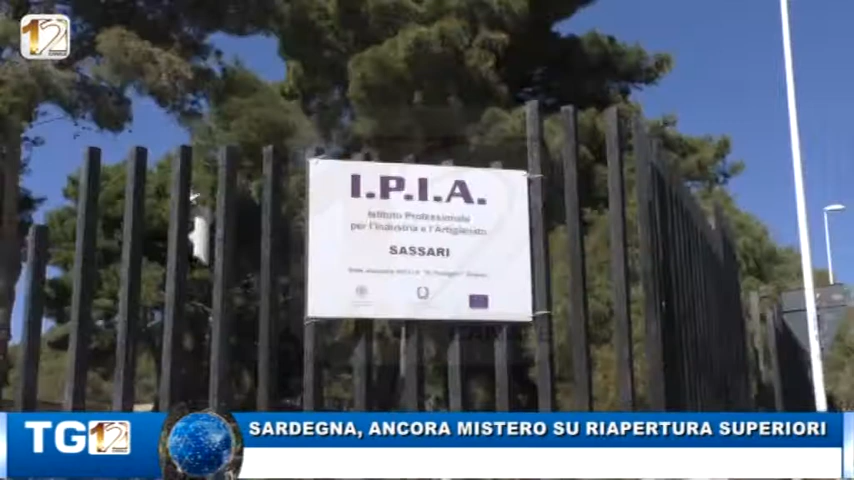 12
I.P.I.A.
Istituto Professionale
per l'Industria e l'Artigianato
SASSARI
TG12
SARDEGNA, ANCORA MISTERO SU RIAPERTURA SUPERIORI